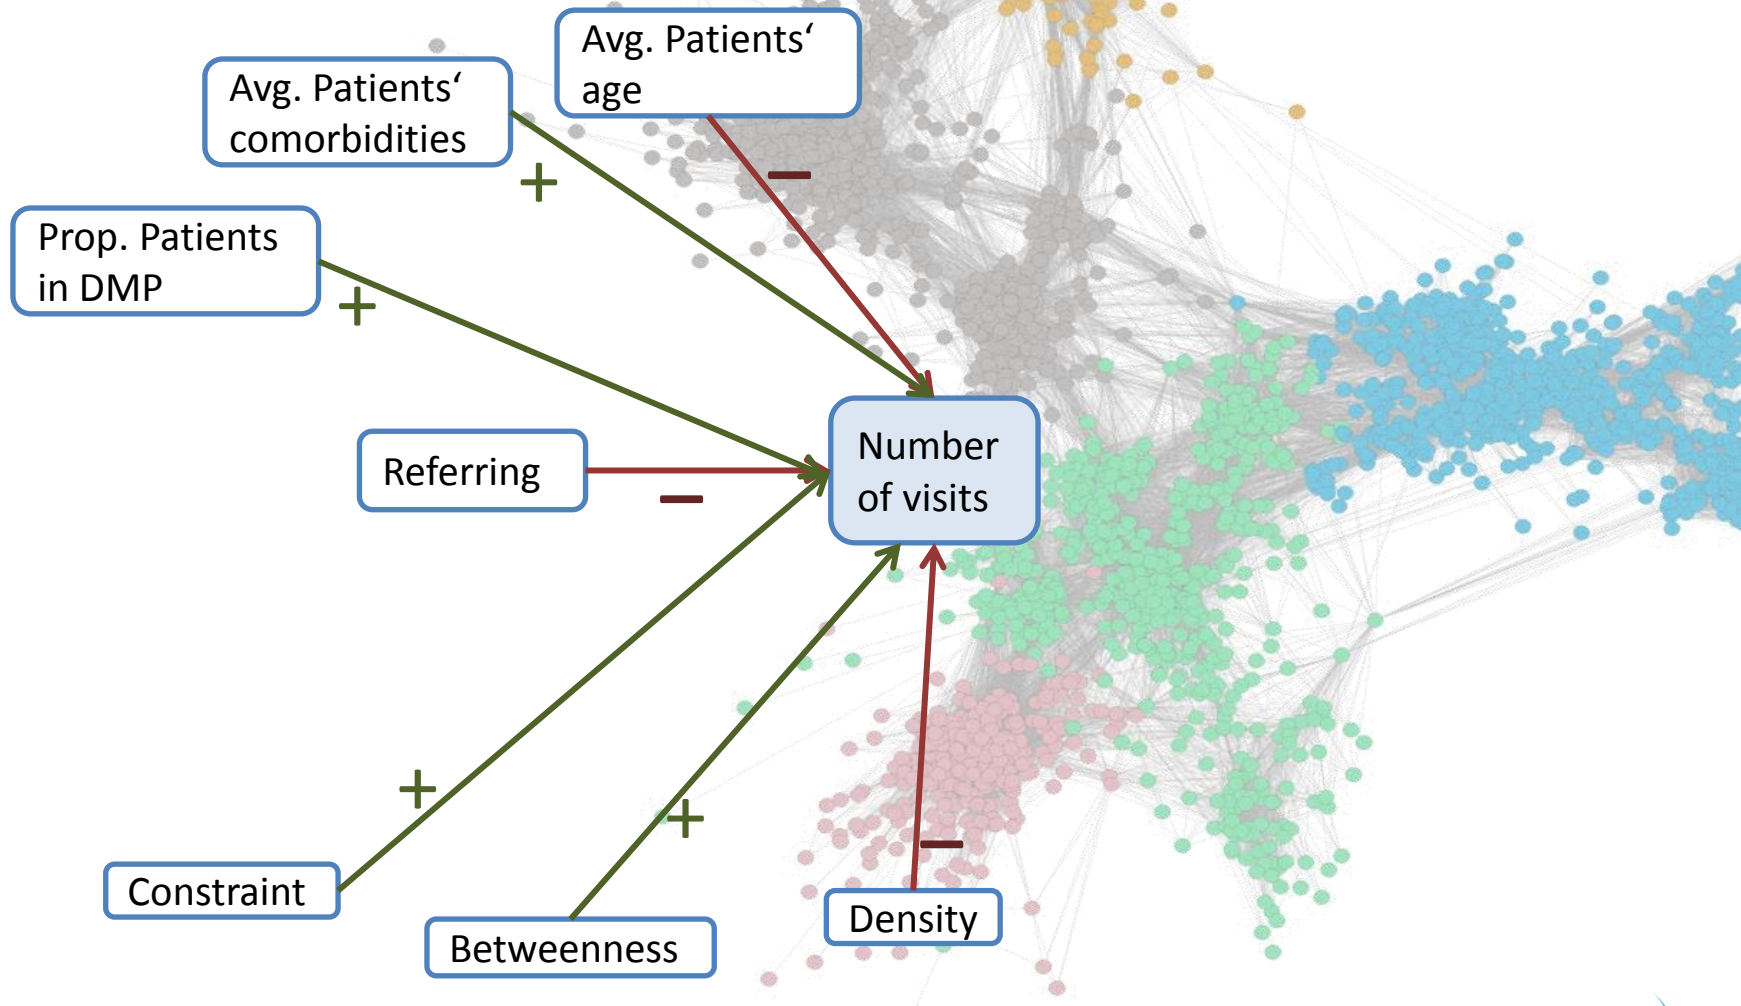 Avg. Patients‘
age
Avg. Patients‘
comorbidities
+
−
Prop. Patients
in DMP
+
Referring
−
Number
of visits
+
+
−
Constraint
Betweenness
Density